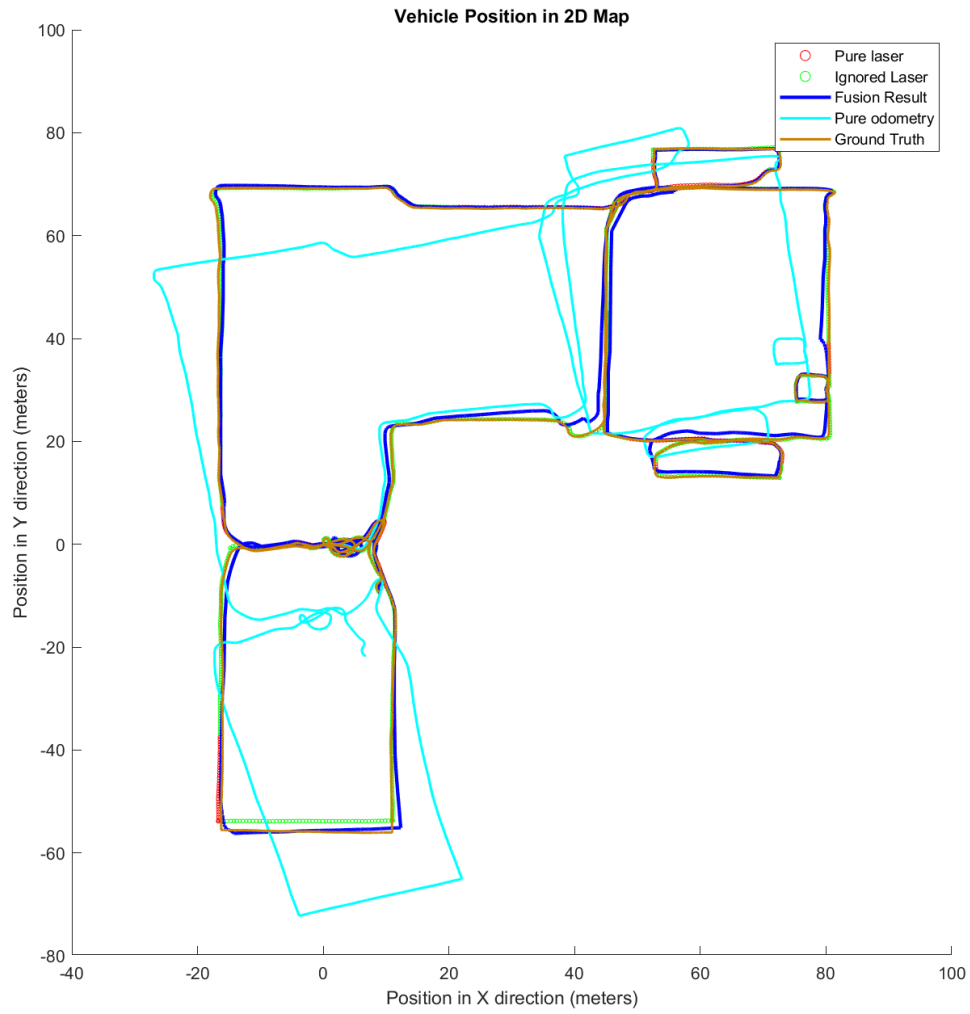 Vehicle Position in 2D Map
100
80
60
40
20
0
-20
-40
-60
-80
-40
-20
0
20
40
60
80
100
Position in X direction (meters)
Position in Y direction (meters)
Pure laser
Ignored Laser
Fusion Result
Pure odometry
Ground Truth